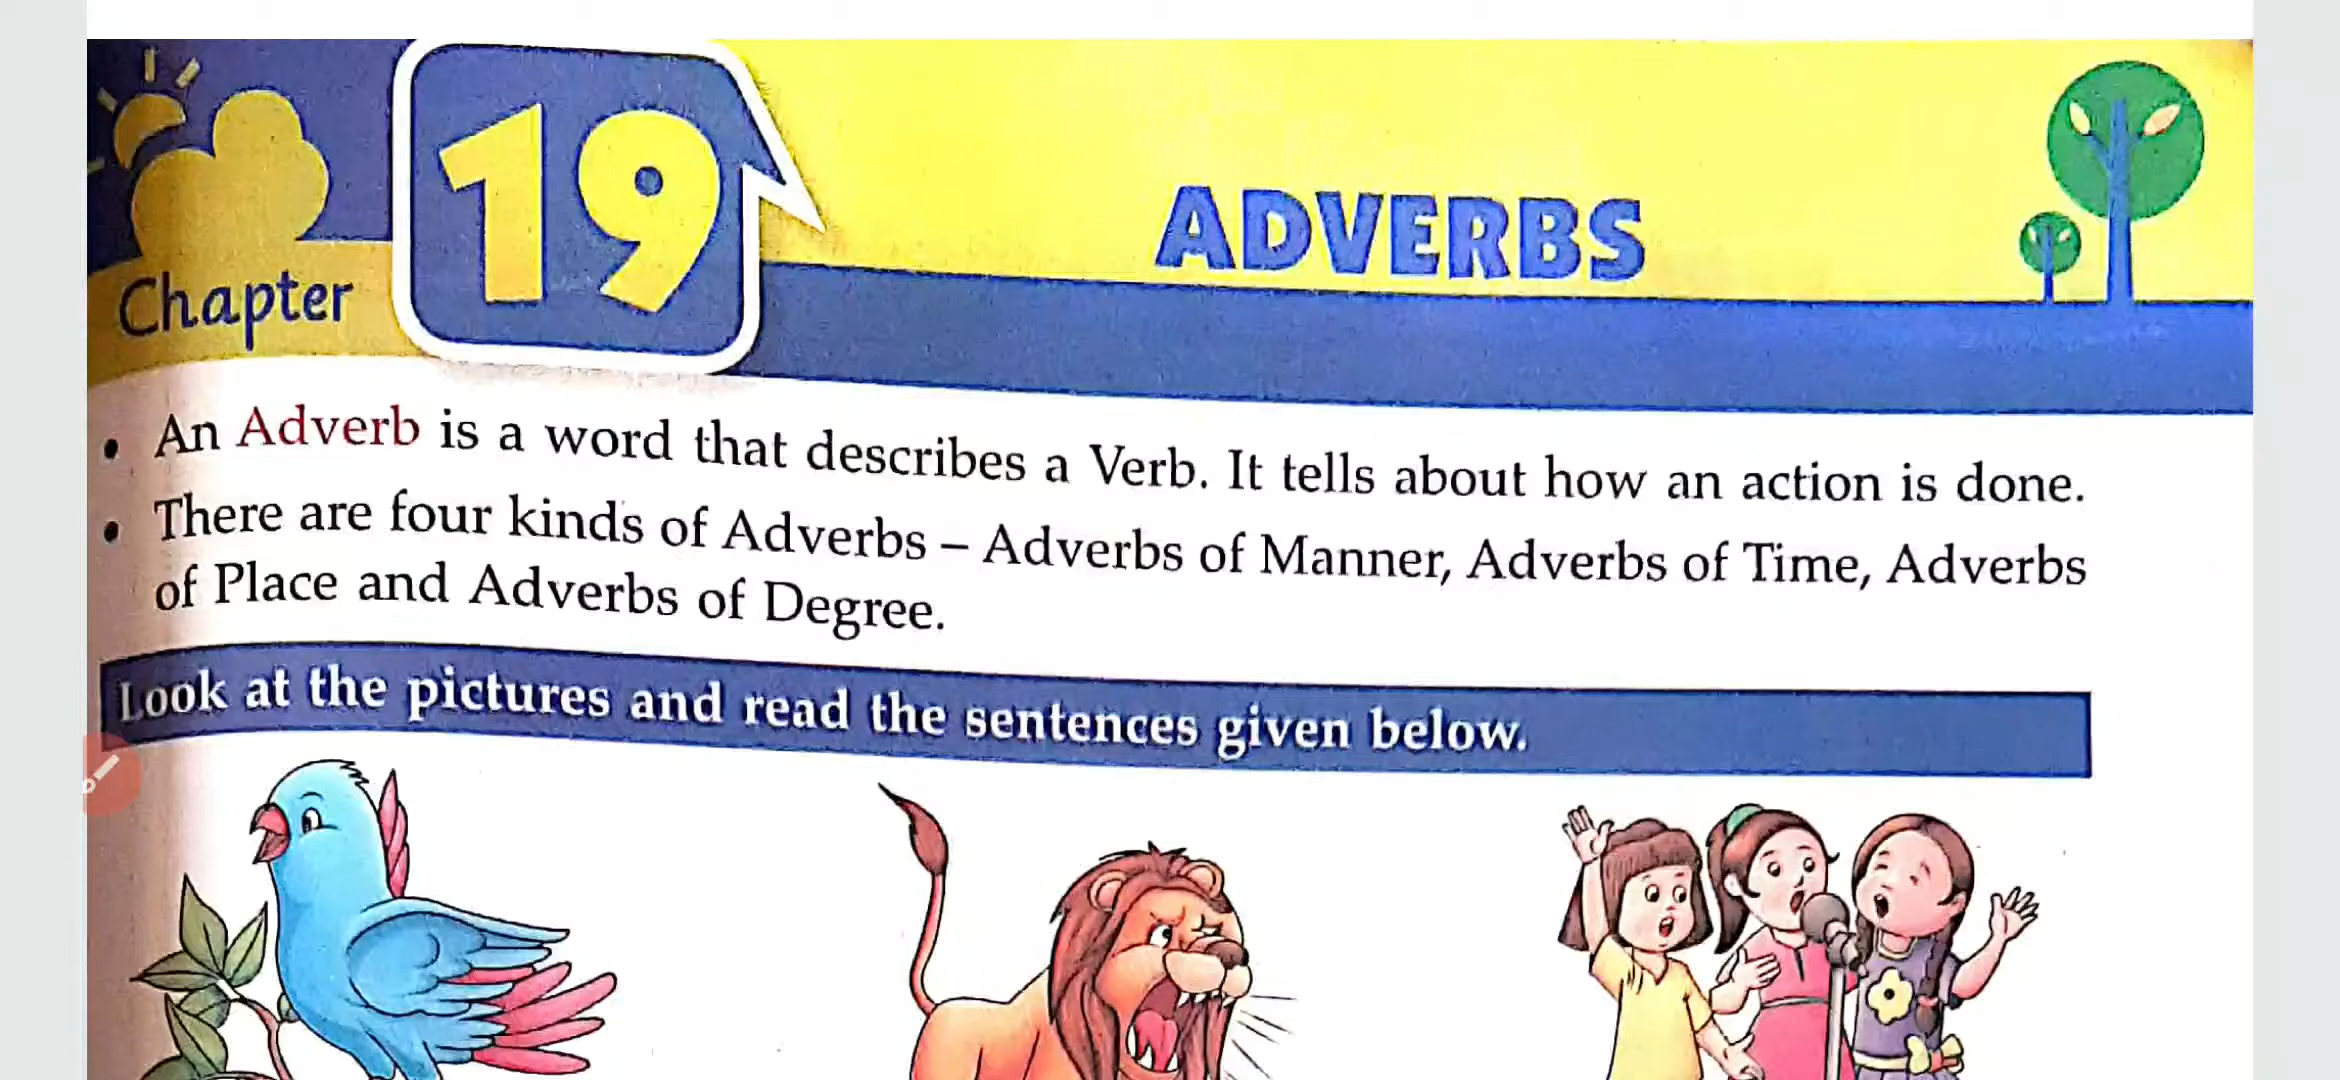 Chapter
19
ADVERBS
• An Adverb is a word that describes a Verb. It tells about how an action is done.
• There are four kinds of Adverbs – Adverbs of Manner, Adverbs of Time, Adverbs
of Place and Adverbs of Degree.
Look at the pictures and read the sentences given below.